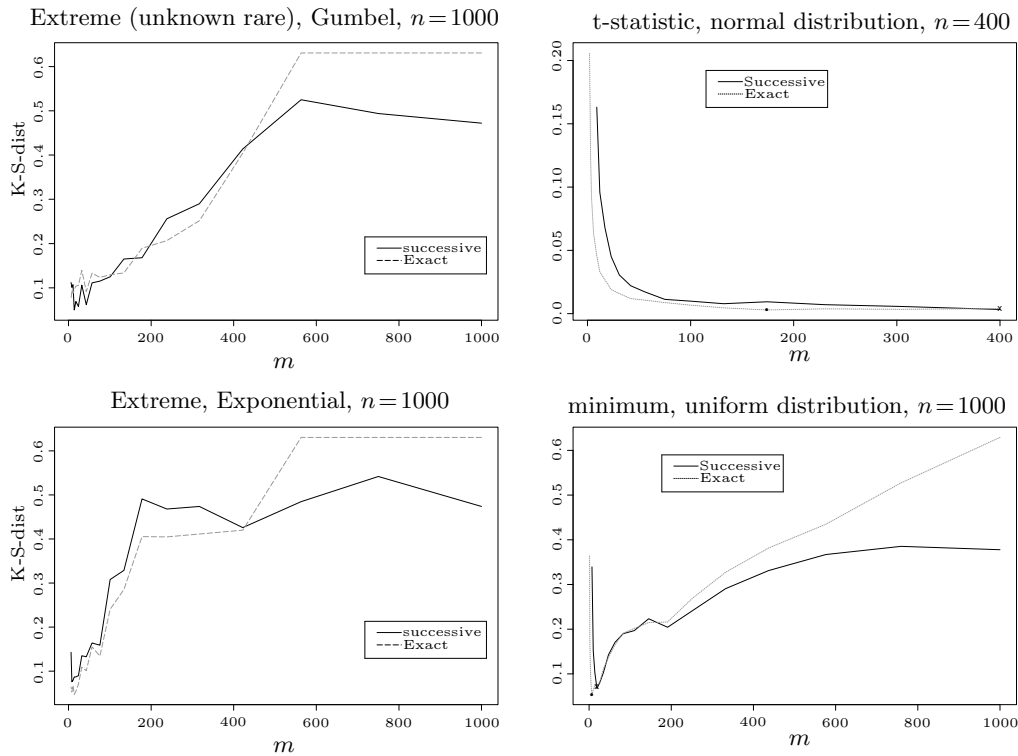 Extreme (unknown rare), Gumbel, n=1000
K-S-dist
0.6
0.5
0.4
0.3
0.2
0.1
successive
Exact
0 200 400 600 800 1000
m
t-statistic, normal distribution, n=400
0.20
0.15
0.10
0.05
0.0
Successive
Exact
0 100 200 300 400
m
Extreme, Exponential, n=1000
K-S-dist
0.6
0.5
0.4
0.3
0.2
0.1
successive
Exact
0 200 400 600 800 1000
m
minimum, uniform distribution, n=1000
0.6
0.5
0.4
0.3
0.2
0.1
Successive
Exact
0 200 400 600 800 1000
m